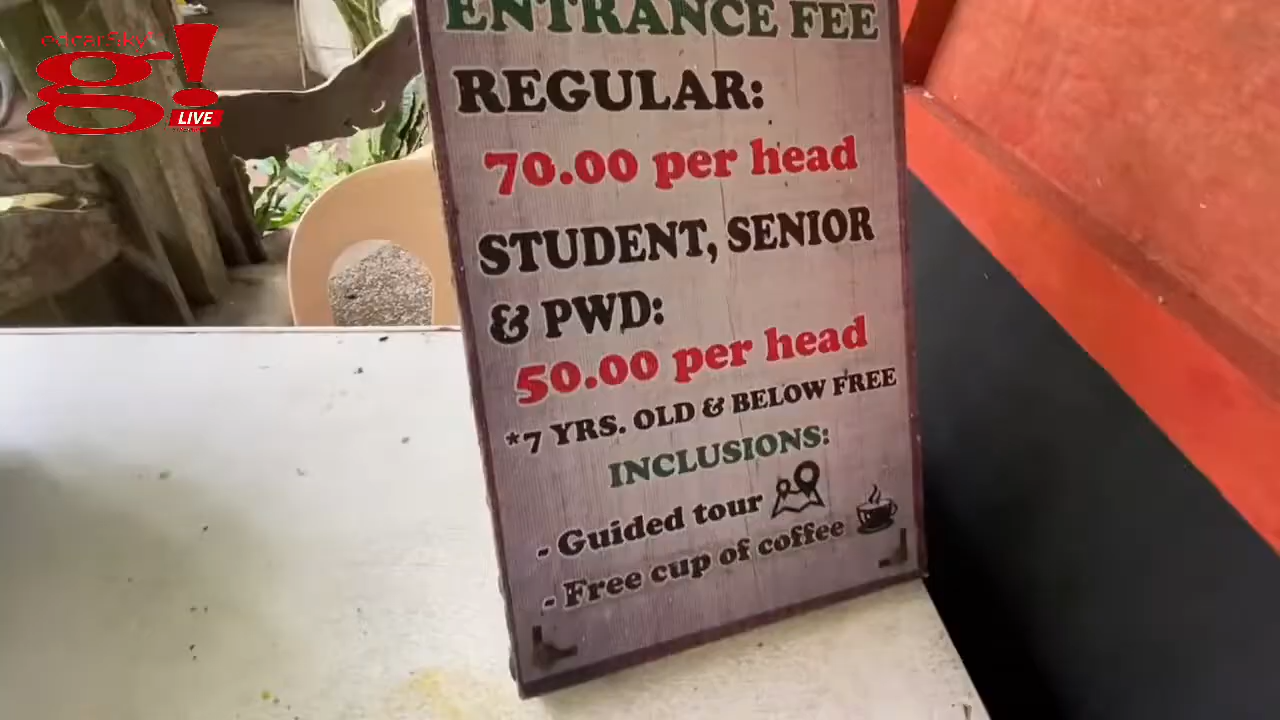 edgarSky
g!
LIVE
ENTRANCE FEE
REGULAR:
70.00 per head
STUDENT, SENIOR
& PWD:
50.00 per head
*7 YRS. OLD & BELOW FREE
INCLUSIONS:
- Guided tour
- Free cup of coffee